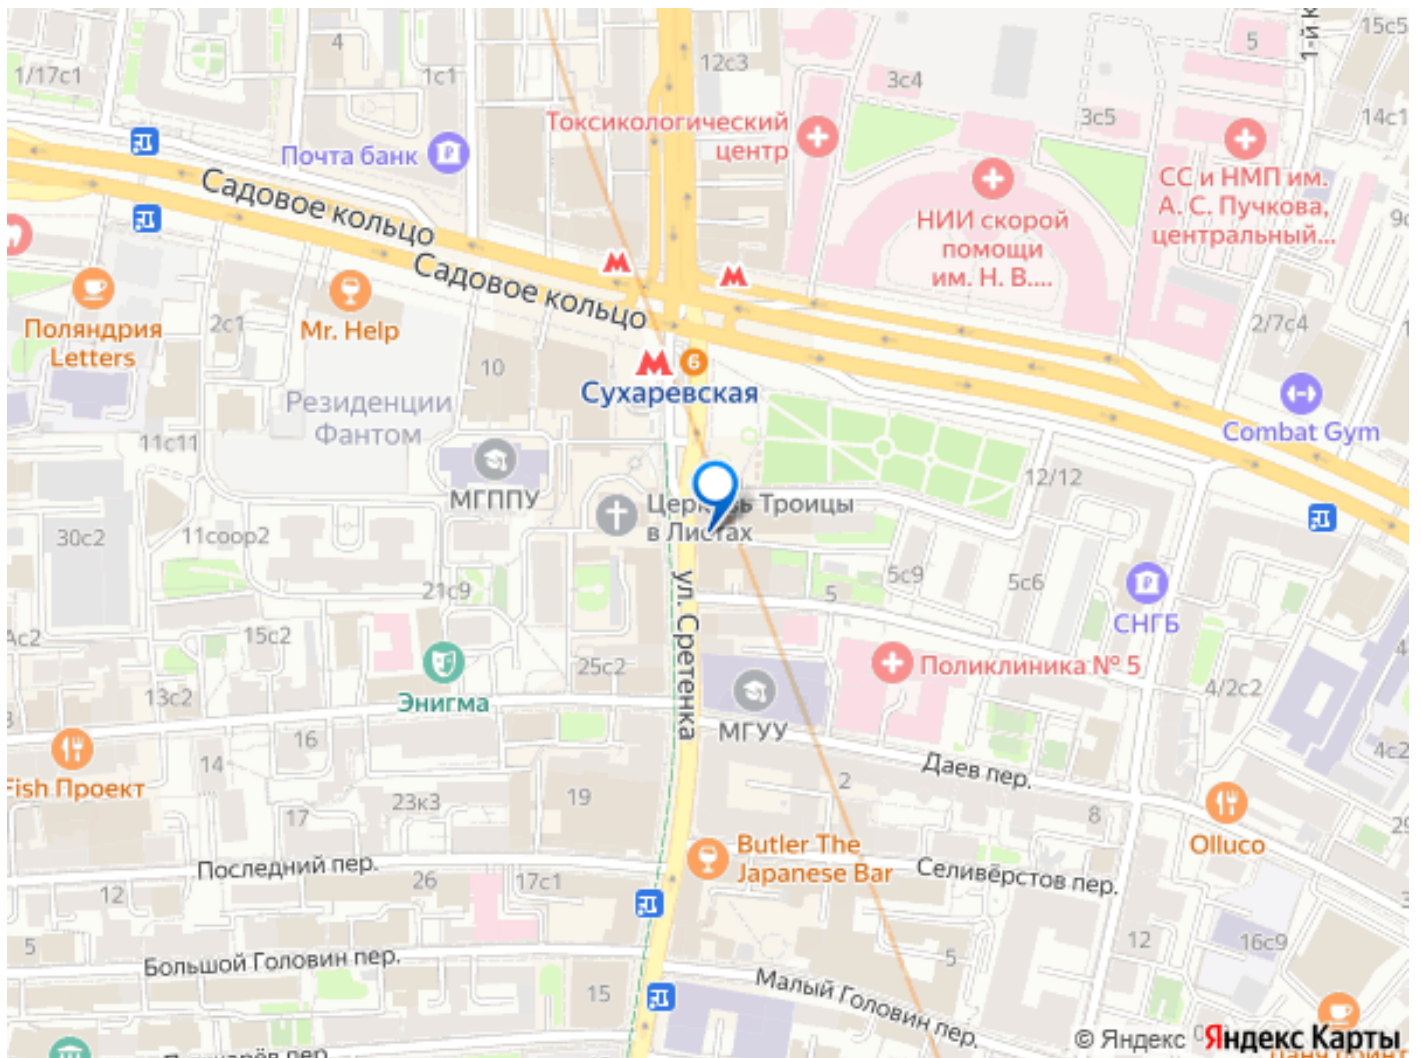 4
1/17с1
1с1
12с3
3с4
5
15с5
3с5
14с1
Токсикологический
центр
Почта банк
Садовое кольцо
Садовое кольцо
НИИ скорой
помощи
им. Н. В....
СС и НМП им.
А. С. Пучкова,
центральный...
Поляндрия
Letters
2с1
Mr. Help
10
2/7с4
Сухаревская
6
Резиденции
Фантом
11с11
МГППУ
Combat Gym
12/12
Церковь Троицы
в Листах
30с2
11соор2
21с9
5с9
5с6
5
СНГБ
ул. Сретенка
15с2
25с2
13с2
Энигма
Поликлиника № 5
4/2с2
МГУУ
16
14
Fish Проект
23к3
19
17
Даев пер.
2
8
4с2
Olluco
Butler The
Japanese Bar
Последний пер.
26
17с1
12
Селивёрстов пер.
5
Большой Головин пер.
15
5
12
16с9
Малый Головин пер.
© Яндекс
Яндекс Карты